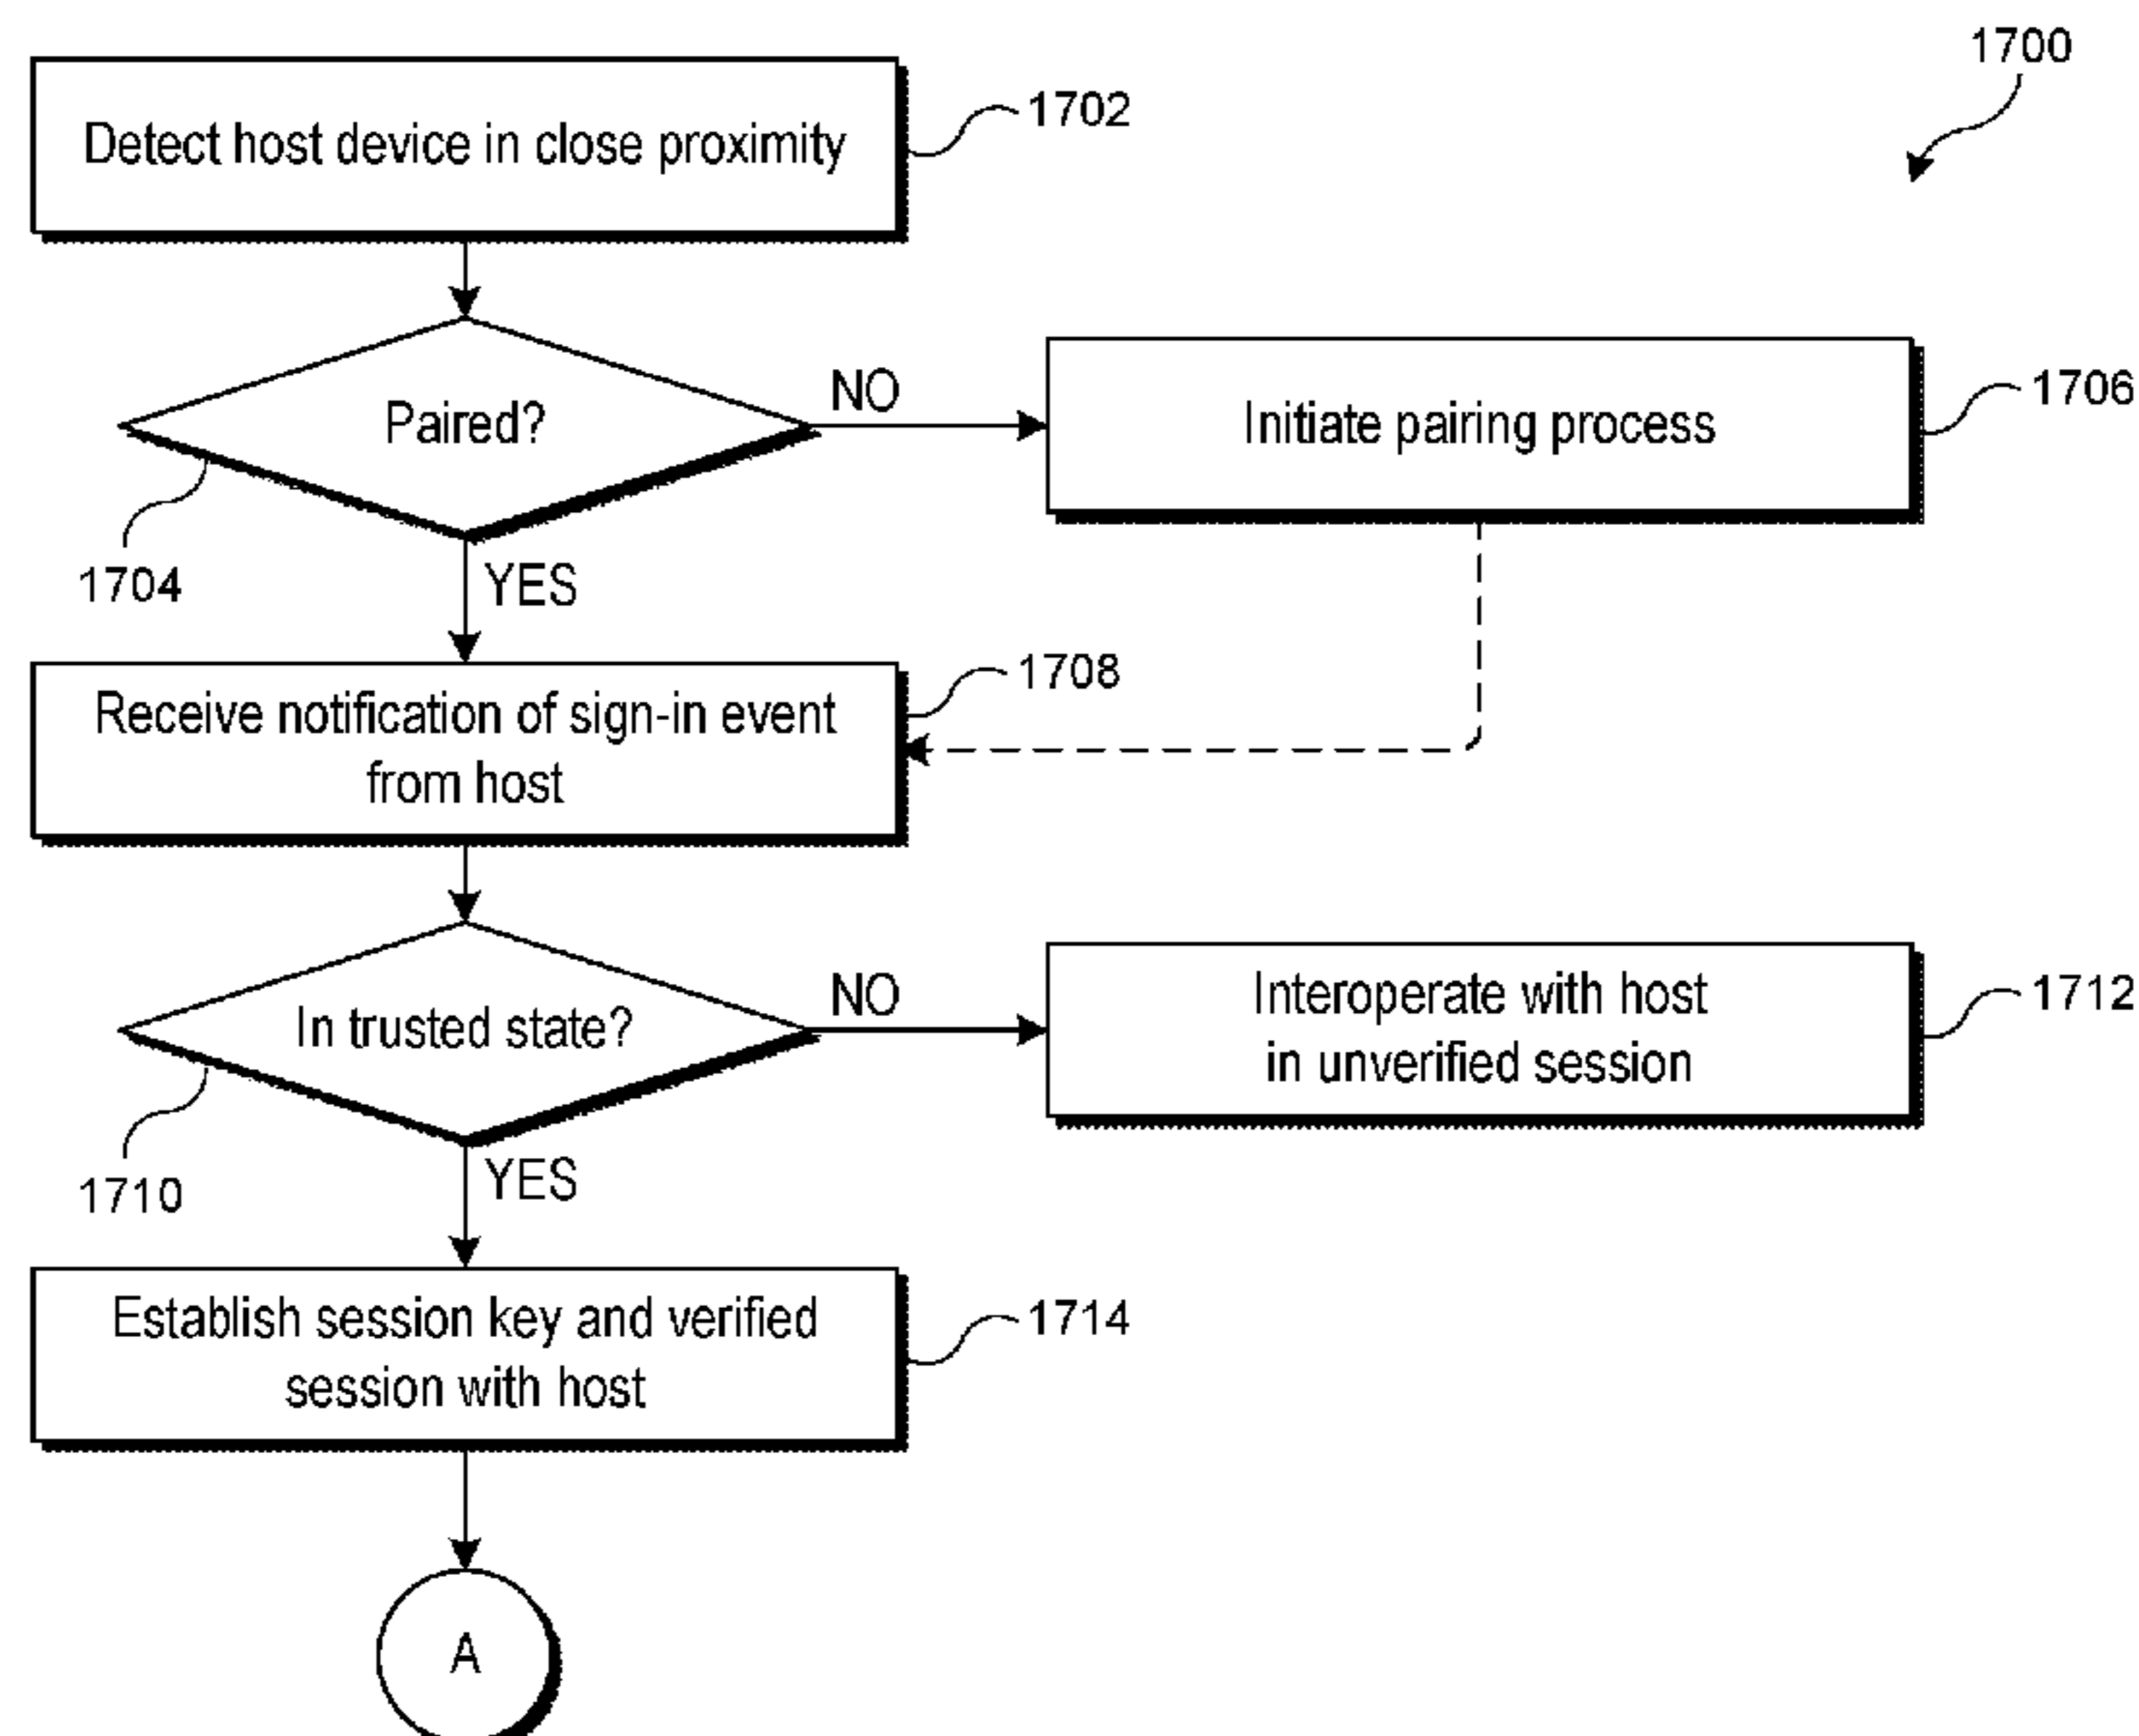 1700
Detect host device in close proximity
1702
Paired?
NO
Initiate pairing process
1706
1704
YES
Receive notification of sign-in event
from host
1708
In trusted state?
NO
Interoperate with host
in unverified session
1712
1710
YES
Establish session key and verified
session with host
1714
A